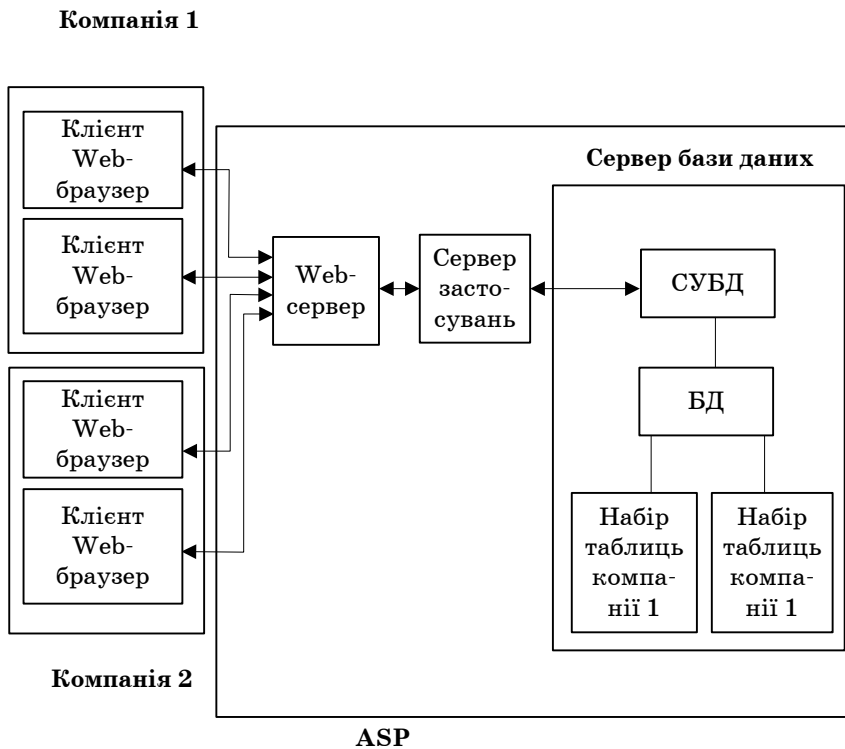 Компанія 1
Клієнт
Web-
браузер
Клієнт
Web-
браузер
Клієнт
Web-
браузер
Клієнт
Web-
браузер
Компанія 2
Web-
сервер
Сервер
засто-
сувань
Сервер бази даних
СУБД
БД
Набір
таблиць
компа-
нії 1
Набір
таблиць
компа-
нії 1
ASP